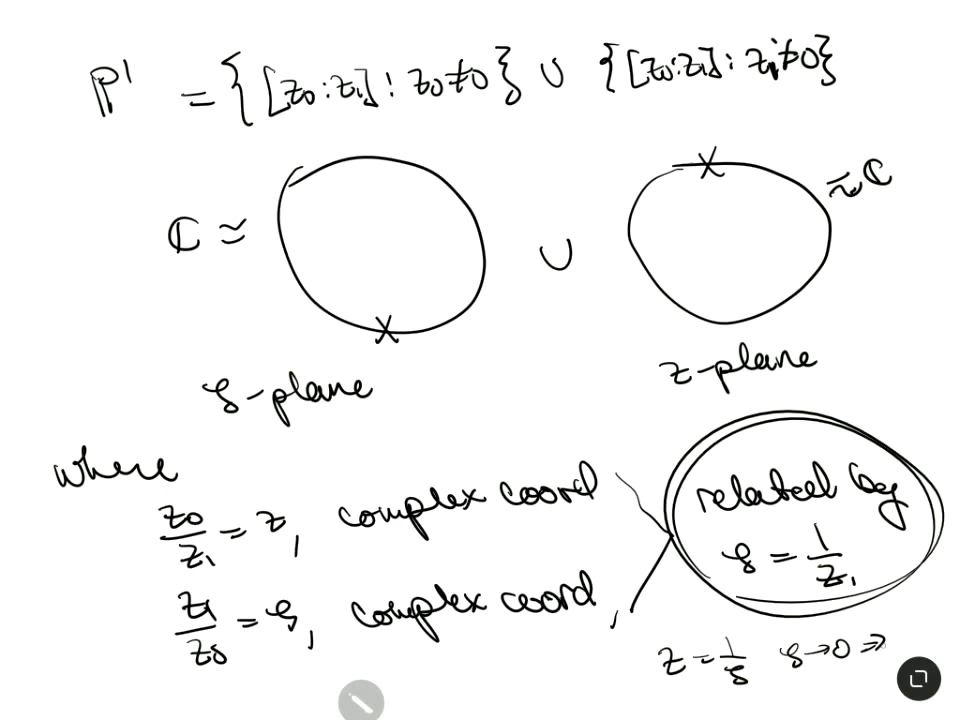 ℙ¹ = {[z₀:z₁] : z₀≠0} ∪ {[z₀:z₁] : z₁≠0}
ℂ ≃ ∪ ≃ ℂ
ζ-plane z-plane
where
z₀/z₁ = z, complex coord
z₁/z₀ = ζ, complex coord,
related by
ζ = 1/z,
z = 1/ζ ζ→0 ⇒